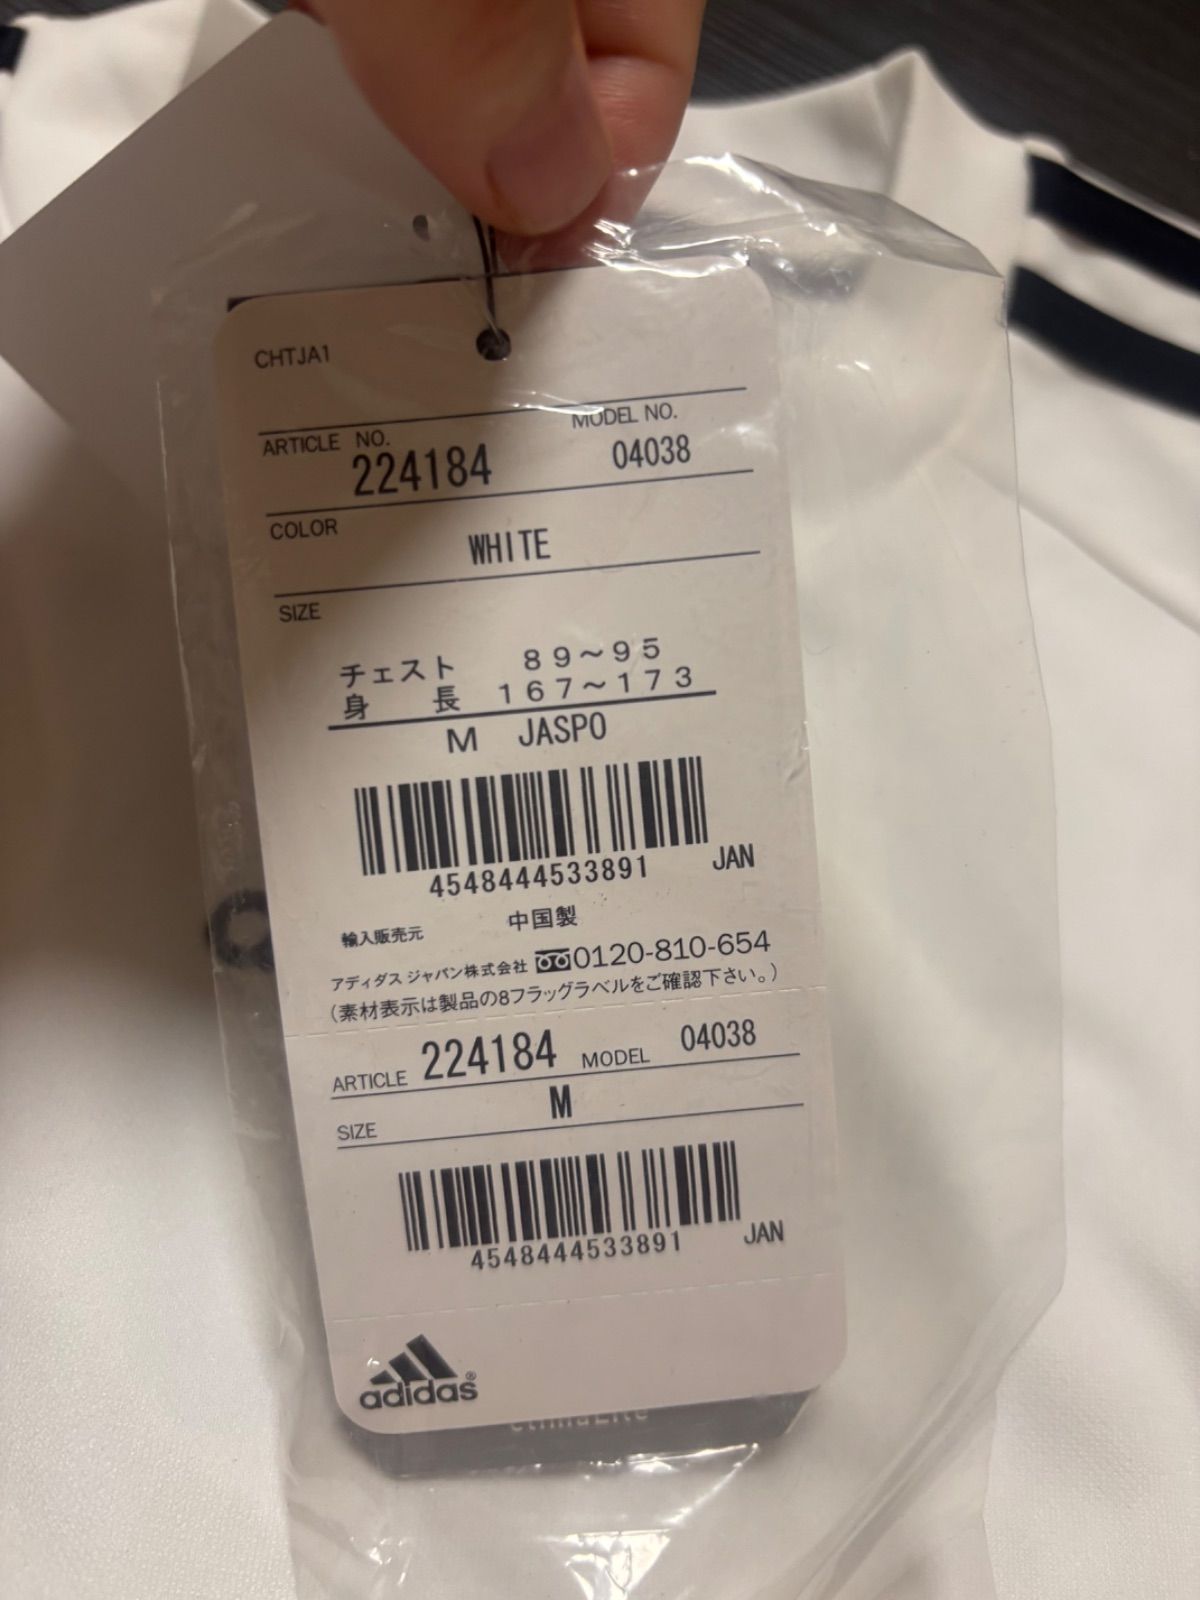 CHTJA1
ARTICLE NO. 224184 MODEL NO. 04038
COLOR WHITE
SIZE
チェスト 89~95
身 長 167~173
M JASPO
4548444533891 JAN
輸入販売元 中国製
アディダス ジャパン株式会社 0120-810-654
(素材表示は製品の8フラッグラベルをご確認下さい。)
ARTICLE 224184 MODEL 04038
SIZE M
4548444533891 JAN
adidas®
climalite